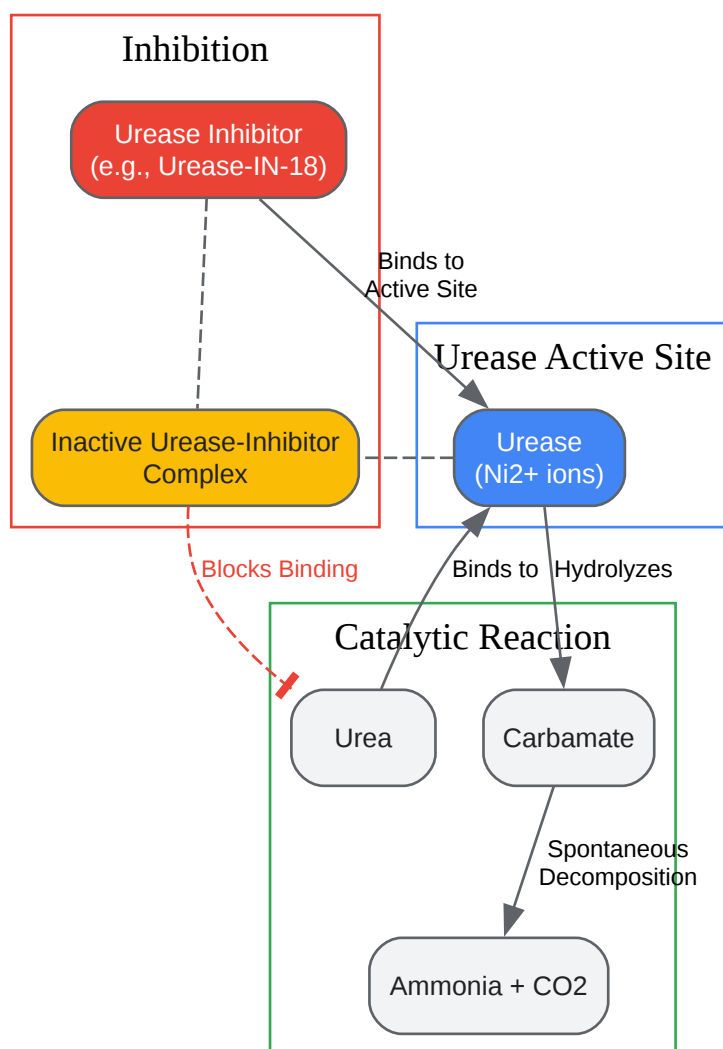 Inhibition
Urease Inhibitor
(e.g., Urease-IN-18)
Binds to
Active Site
Urease Active Site
Inactive Urease-Inhibitor
Complex
Urease
(Ni2+ ions)
Blocks Binding
Binds to
Hydrolyzes
Catalytic Reaction
Urea
Carbamate
Spontaneous
Decomposition
Ammonia + CO2